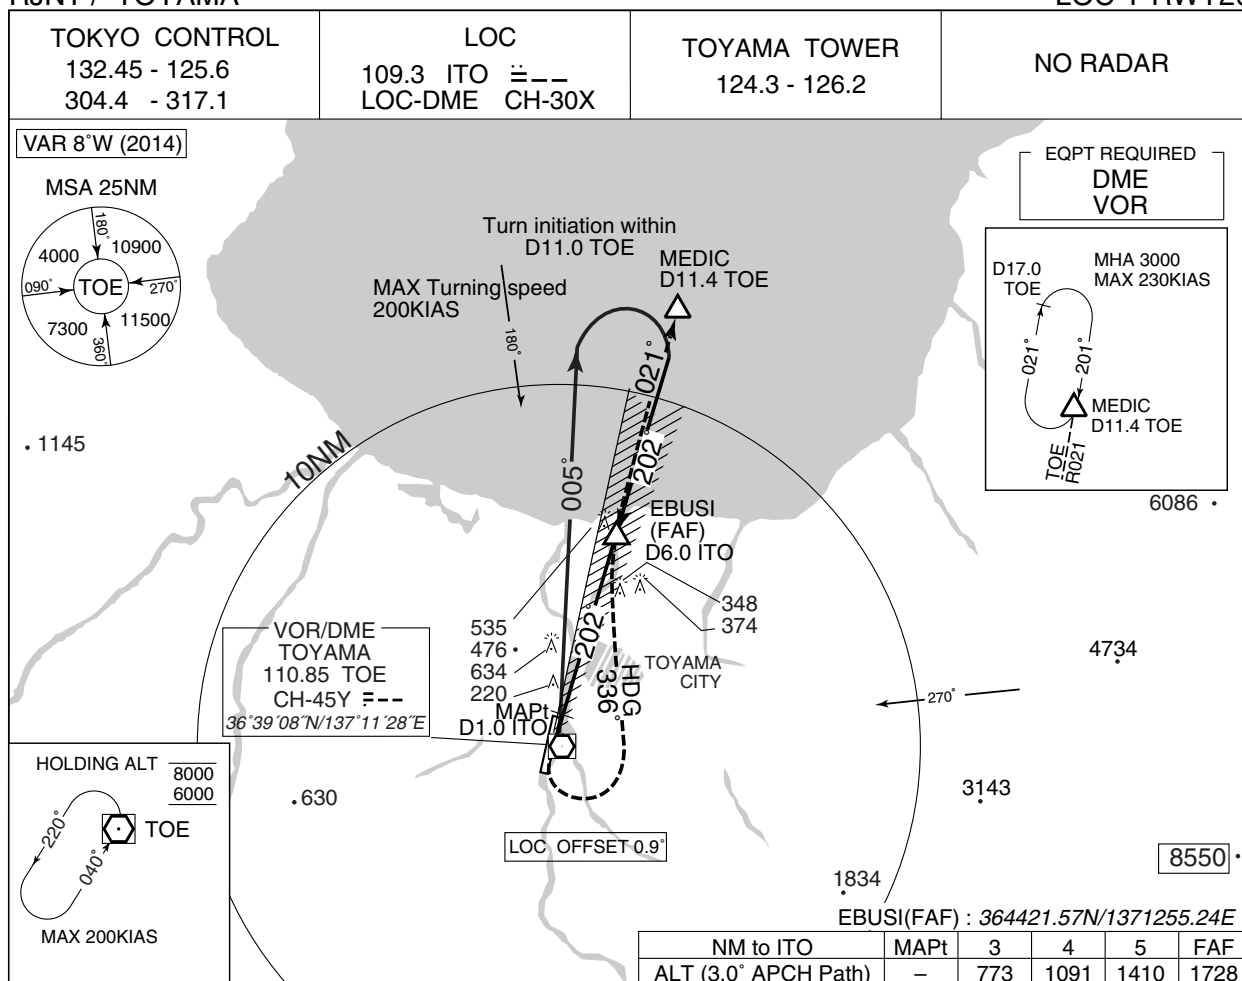 RJNT / TOYAMA
LOC Y RWY20
TOKYO CONTROL
132.45 - 125.6
304.4 - 317.1
LOC
109.3 ITO
LOC-DME CH-30X
TOYAMA TOWER
124.3 - 126.2
NO RADAR
VAR 8°W (2014)
MSA 25NM
180°
4000
10900
090°
TOE
270°
7300
11500
360°
EQPT REQUIRED
DME
VOR
Turn initiation within
D11.0 TOE
MEDIC
D11.4 TOE
MAX Turning speed
200KIAS
180°
D17.0
TOE
MHA 3000
MAX 230KIAS
021°
201°
MEDIC
D11.4 TOE
TOE
R021
1145
10NM
005°
021°
202°
6086
EBUSI
(FAF)
D6.0 ITO
348
374
535
476
634
220
202°
HDG
336°
TOYAMA
CITY
4734
VOR/DME
TOYAMA
110.85 TOE
CH-45Y
36°39´08˝N/137°11´28˝E
MAPt
D1.0 ITO
270°
HOLDING ALT
8000
6000
220°
040°
TOE
MAX 200KIAS
630
3143
LOC OFFSET 0.9°
8550
1834
EBUSI(FAF) : 364421.57N/1371255.24E
NM to ITO MAPt 3 4 5 FAF
ALT (3.0° APCH Path) – 773 1091 1410 1728